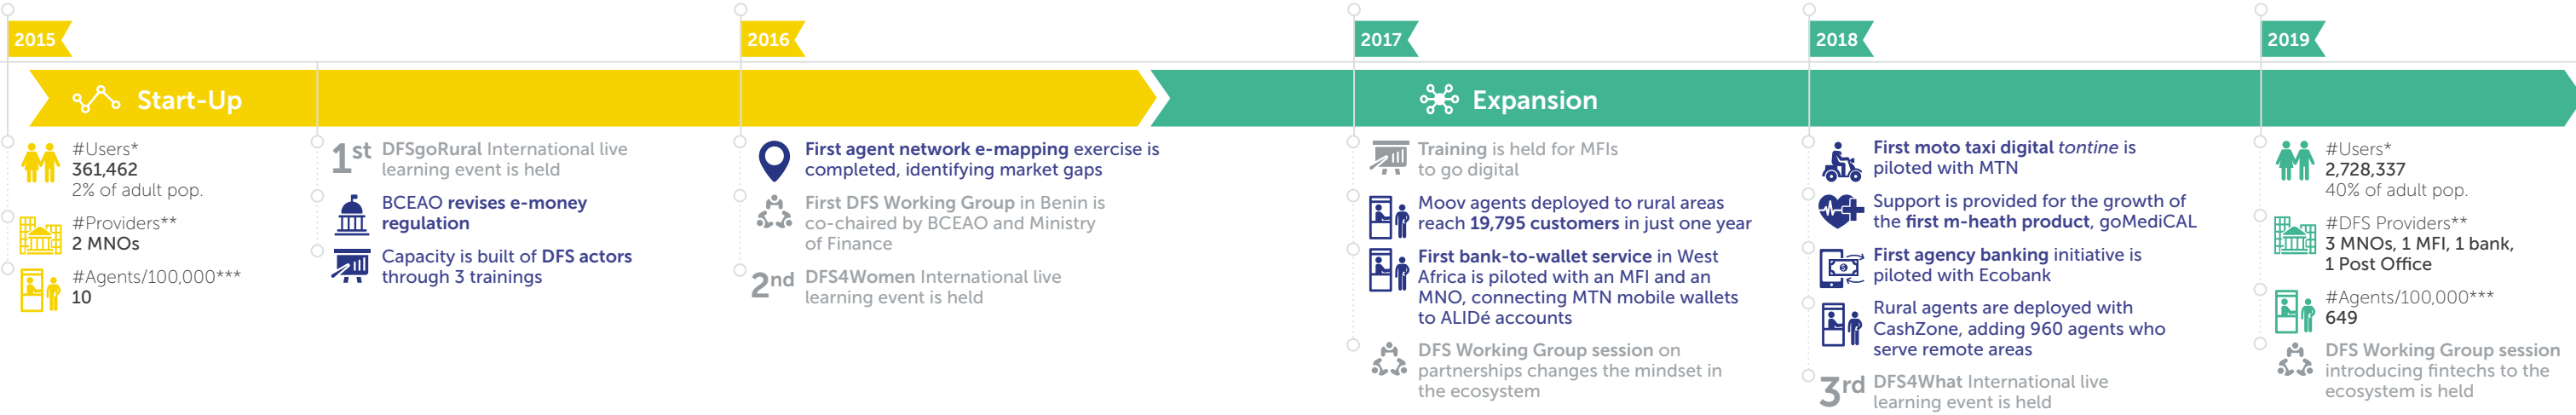 2015
2016
2017
2018
2019
Start-Up
Expansion
#Users*
361,462
2% of adult pop.
#Providers**
2 MNOs
#Agents/100,000***
10
1st DFSgoRural International live
learning event is held
BCEAO revises e-money
regulation
Capacity is built of DFS actors
through 3 trainings
First agent network e-mapping exercise is
completed, identifying market gaps
First DFS Working Group in Benin is
co-chaired by BCEAO and Ministry
of Finance
2nd DFS4Women International live
learning event is held
Training is held for MFIs
to go digital
Moov agents deployed to rural areas
reach 19,795 customers in just one year
First bank-to-wallet service in West
Africa is piloted with an MFI and an
MNO, connecting MTN mobile wallets
to ALIDé accounts
DFS Working Group session on
partnerships changes the mindset in
the ecosystem
First moto taxi digital tontine is
piloted with MTN
Support is provided for the growth of
the first m-heath product, goMediCAL
First agency banking initiative is
piloted with Ecobank
Rural agents are deployed with
CashZone, adding 960 agents who
serve remote areas
3rd DFS4What International live
learning event is held
#Users*
2,728,337
40% of adult pop.
#DFS Providers**
3 MNOs, 1 MFI, 1 bank,
1 Post Office
#Agents/100,000***
649
DFS Working Group session
introducing fintechs to the
ecosystem is held